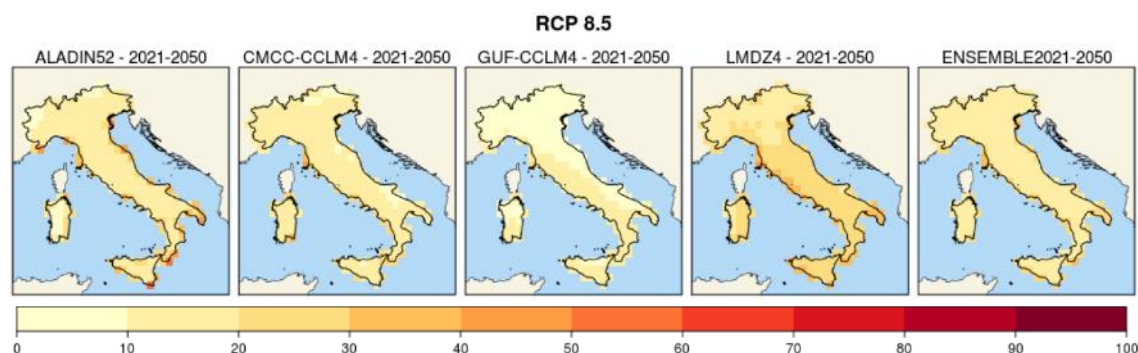 RCP 8.5
ALADIN52 - 2021-2050
CMCC-CCLM4 - 2021-2050
GUF-CCLM4 - 2021-2050
LMDZ4 - 2021-2050
ENSEMBLE2021-2050
0 10 20 30 40 50 60 70 80 90 100